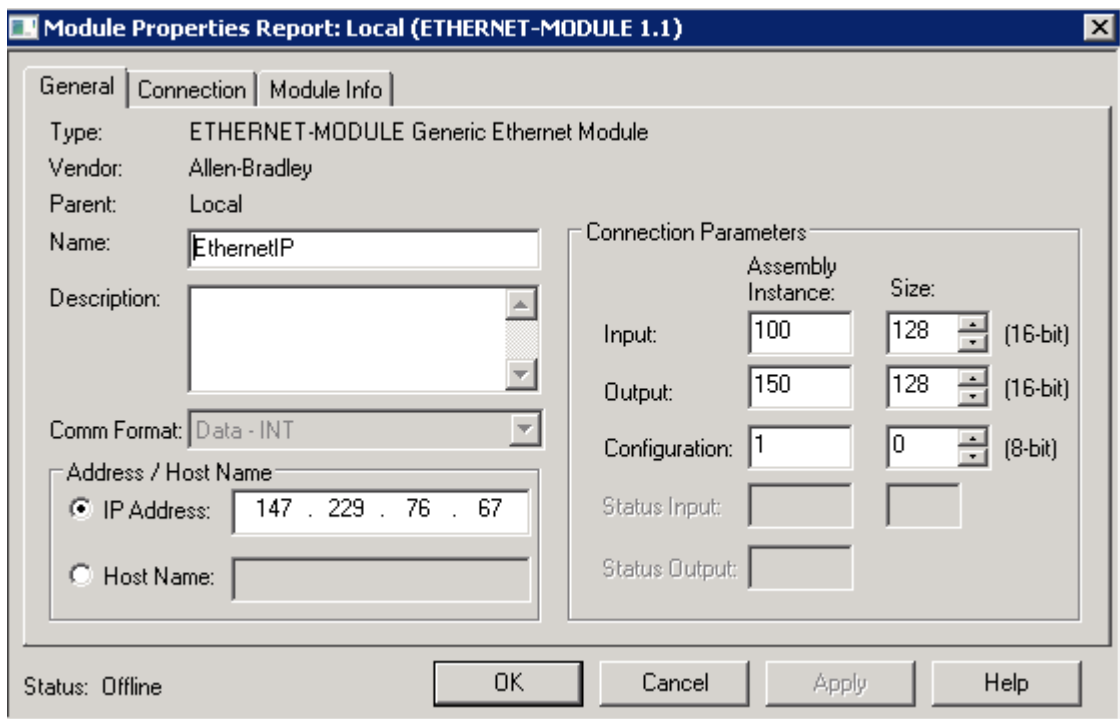 Module Properties Report: Local (ETHERNET-MODULE 1.1)
General Connection Module Info
Type: ETHERNET-MODULE Generic Ethernet Module
Vendor: Allen-Bradley
Parent: Local
Name: EthernetIP
Description:
Comm Format: Data - INT
Address / Host Name
IP Address: 147 . 229 . 76 . 67
Host Name:
Connection Parameters
Assembly
Instance: Size:
Input: 100 128 (16-bit)
Output: 150 128 (16-bit)
Configuration: 1 0 (8-bit)
Status Input:
Status Output:
Status: Offline
OK Cancel Apply Help